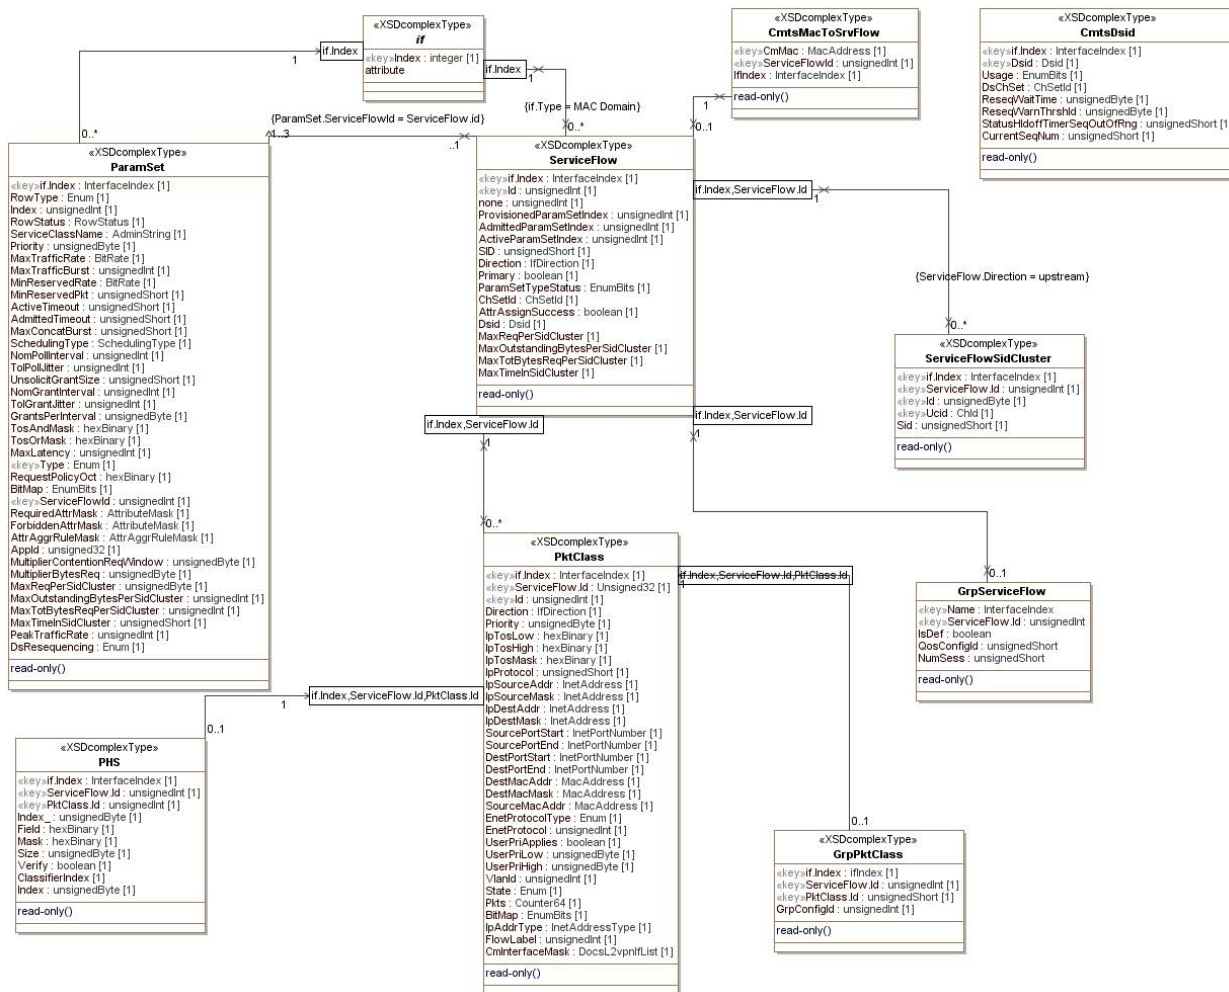 «XSDcomplexType»
if
«key»Index : integer [1]
attribute
if.Index
1
if.Index
1
{if.Type = MAC Domain}
0..*
0..*
{ParamSet.ServiceFlowId = ServiceFlow.id}
1..3
..1
«XSDcomplexType»
CmtsMacToSrvFlow
«key»CmMac : MacAddress [1]
«key»ServiceFlowId : unsignedInt [1]
IfIndex : InterfaceIndex [1]
read-only()
1
0..1
«XSDcomplexType»
CmtsDsid
«key»if.Index : InterfaceIndex [1]
«key»Dsid : Dsid [1]
Usage : EnumBits [1]
DsChSet : ChSetId [1]
ReseqWaitTime : unsignedByte [1]
ReseqWarnThrshld : unsignedByte [1]
StatusHldoffTimerSeqOutOfRng : unsignedShort [1]
CurrentSeqNum : unsignedShort [1]
read-only()
«XSDcomplexType»
ParamSet
«key»if.Index : InterfaceIndex [1]
RowType : Enum [1]
Index : unsignedInt [1]
RowStatus : RowStatus [1]
ServiceClassName : AdminString [1]
Priority : unsignedByte [1]
MaxTrafficRate : BitRate [1]
MaxTrafficBurst : unsignedInt [1]
MinReservedRate : BitRate [1]
MinReservedPkt : unsignedShort [1]
ActiveTimeout : unsignedShort [1]
AdmittedTimeout : unsignedShort [1]
MaxConcatBurst : unsignedShort [1]
SchedulingType : SchedulingType [1]
NomPollInterval : unsignedInt [1]
TolPollJitter : unsignedInt [1]
UnsolicitGrantSize : unsignedShort [1]
NomGrantInterval : unsignedInt [1]
TolGrantJitter : unsignedInt [1]
GrantsPerInterval : unsignedByte [1]
TosAndMask : hexBinary [1]
TosOrMask : hexBinary [1]
MaxLatency : unsignedInt [1]
«key»Type : Enum [1]
RequestPolicyOct : hexBinary [1]
BitMap : EnumBits [1]
«key»ServiceFlowId : unsignedInt [1]
RequiredAttrMask : AttributeMask [1]
ForbiddenAttrMask : AttributeMask [1]
AttrAggrRuleMask : AttrAggrRuleMask [1]
AppId : unsigned32 [1]
MultiplierContentionReqWindow : unsignedByte [1]
MultiplierBytesReq : unsignedByte [1]
MaxReqPerSidCluster : unsignedByte [1]
MaxOutstandingBytesPerSidCluster : unsignedInt [1]
MaxTotBytesReqPerSidCluster : unsignedInt [1]
MaxTimeInSidCluster : unsignedShort [1]
PeakTrafficRate : unsignedInt [1]
DsResequencing : Enum [1]
read-only()
«XSDcomplexType»
ServiceFlow
«key»if.Index : InterfaceIndex [1]
«key»Id : unsignedInt [1]
none : unsignedInt [1]
ProvisionedParamSetIndex : unsignedInt [1]
AdmittedParamSetIndex : unsignedInt [1]
ActiveParamSetIndex : unsignedInt [1]
SID : unsignedShort [1]
Direction : IfDirection [1]
Primary : boolean [1]
ParamSetTypeStatus : EnumBits [1]
ChSetId : ChSetId [1]
AttrAssignSuccess : boolean [1]
Dsid : Dsid [1]
MaxReqPerSidCluster [1]
MaxOutstandingBytesPerSidCluster [1]
MaxTotBytesReqPerSidCluster [1]
MaxTimeInSidCluster [1]
read-only()
if.Index,ServiceFlow.Id
1
{ServiceFlow.Direction = upstream}
0..*
«XSDcomplexType»
ServiceFlowSidCluster
«key»if.Index : InterfaceIndex [1]
«key»ServiceFlow.Id : unsignedInt [1]
«key»Id : unsignedByte [1]
«key»Ucid : ChId [1]
Sid : unsignedShort [1]
read-only()
if.Index,ServiceFlow.Id
1
if.Index,ServiceFlow.Id
1
0..*
0..1
«XSDcomplexType»
PktClass
«key»if.Index : InterfaceIndex [1]
«key»ServiceFlow.Id : Unsigned32 [1]
«key»Id : unsignedInt [1]
Direction : IfDirection [1]
Priority : unsignedByte [1]
IpTosLow : hexBinary [1]
IpTosHigh : hexBinary [1]
IpTosMask : hexBinary [1]
IpProtocol : unsignedShort [1]
IpSourceAddr : InetAddress [1]
IpSourceMask : InetAddress [1]
IpDestAddr : InetAddress [1]
IpDestMask : InetAddress [1]
SourcePortStart : InetPortNumber [1]
SourcePortEnd : InetPortNumber [1]
DestPortStart : InetPortNumber [1]
DestPortEnd : InetPortNumber [1]
DestMacAddr : MacAddress [1]
DestMacMask : MacAddress [1]
SourceMacAddr : MacAddress [1]
EnetProtocolType : Enum [1]
EnetProtocol : unsignedInt [1]
UserPriApplies : boolean [1]
UserPriLow : unsignedByte [1]
UserPriHigh : unsignedByte [1]
VlanId : unsignedInt [1]
State : Enum [1]
Pkts : Counter64 [1]
BitMap : EnumBits [1]
IpAddrType : InetAddressType [1]
FlowLabel : unsignedInt [1]
CmInterfaceMask : DocsL2vpnIfList [1]
read-only()
if.Index,ServiceFlow.Id,PktClass.Id
1
«XSDcomplexType»
GrpServiceFlow
«key»Name : InterfaceIndex
«key»ServiceFlow.Id : unsignedInt
IsDef : boolean
QosConfigId : unsignedShort
NumSess : unsignedShort
read-only()
if.Index,ServiceFlow.Id,PktClass.Id
1
0..1
«XSDcomplexType»
PHS
«key»if.Index : InterfaceIndex [1]
«key»ServiceFlow.Id : unsignedInt [1]
«key»PktClass.Id : unsignedInt [1]
Index_ : unsignedByte [1]
Field : hexBinary [1]
Mask : hexBinary [1]
Size : unsignedByte [1]
Verify : boolean [1]
ClassifierIndex [1]
Index : unsignedByte [1]
read-only()
0..1
«XSDcomplexType»
GrpPktClass
«key»if.Index : ifIndex [1]
«key»ServiceFlow.Id : unsignedInt [1]
«key»PktClass.Id : unsignedShort [1]
GrpConfigId : unsignedInt [1]
read-only()